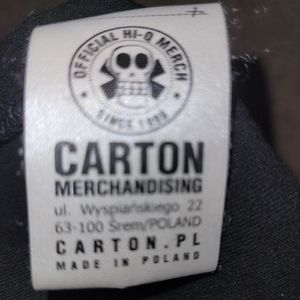 OFFICIAL HI-Q MERCH
SINCE 1999
CARTON
MERCHANDISING
ul. Wyspiańskiego 22
63-100 Śrem/POLAND
CARTON.PL
MADE IN POLAND